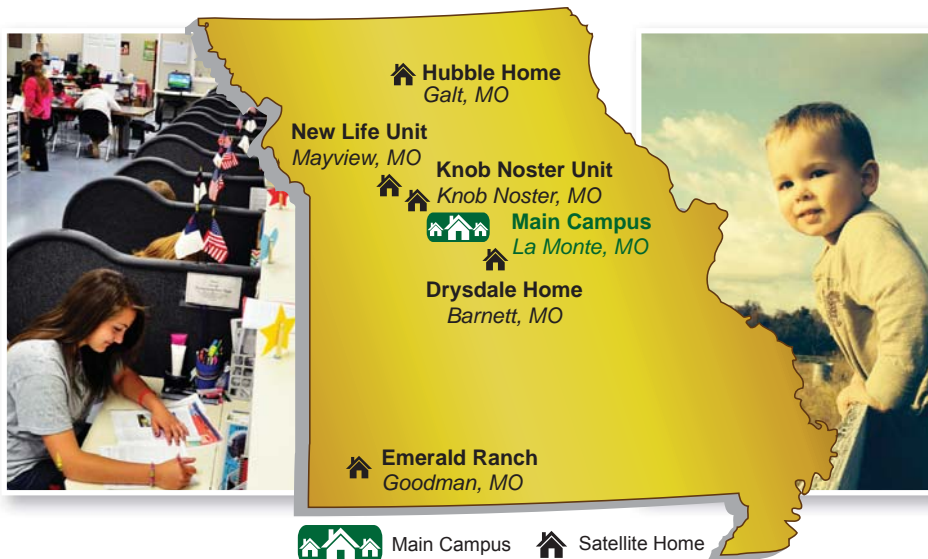 Hubble Home
Galt, MO
New Life Unit
Mayview, MO
Knob Noster Unit
Knob Noster, MO
Main Campus
La Monte, MO
Drysdale Home
Barnett, MO
Emerald Ranch
Goodman, MO
Main Campus
Satellite Home